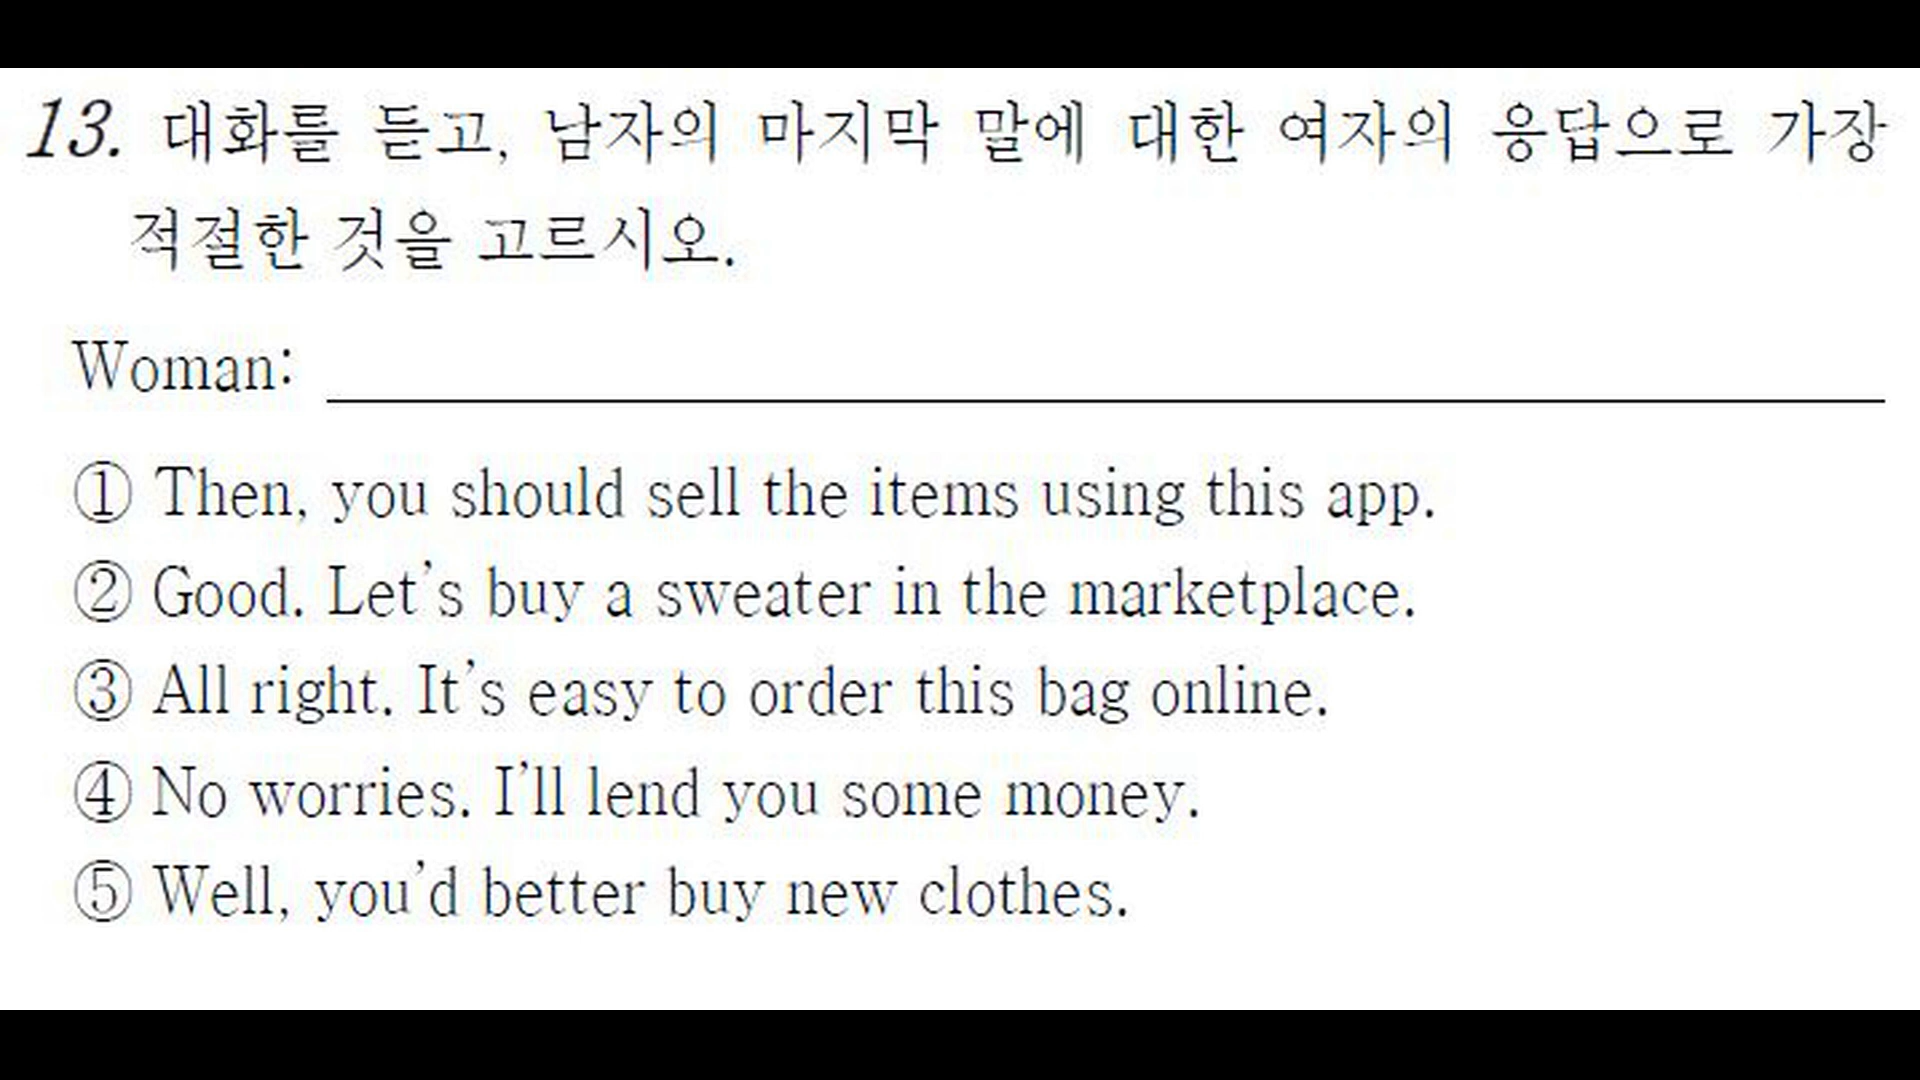 13. 대화를 듣고, 남자의 마지막 말에 대한 여자의 응답으로 가장
적절한 것을 고르시오.
Woman:
① Then, you should sell the items using this app.
② Good. Let's buy a sweater in the marketplace.
③ All right. It's easy to order this bag online.
④ No worries. I'll lend you some money.
⑤ Well, you'd better buy new clothes.